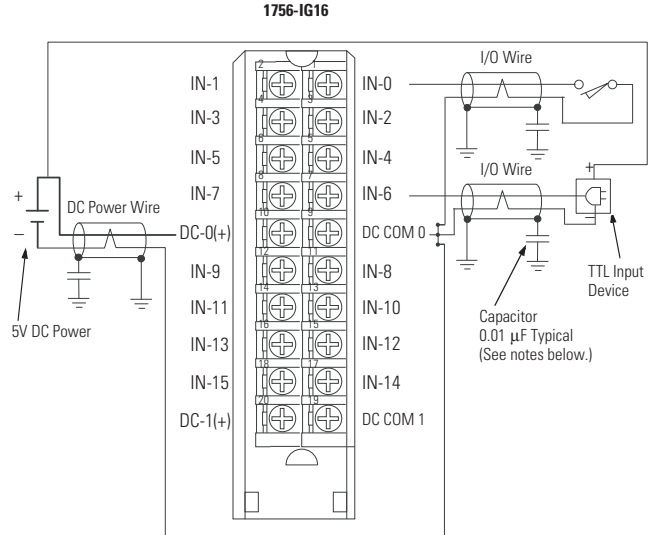 1756-IG16
I/O Wire
2 1
IN-1 IN-0
4 3
IN-3 IN-2
6 5
IN-5 IN-4
I/O Wire
8 7
+
IN-7 IN-6
+ DC Power Wire
10 9
–
DC-0(+) DC COM 0
–
12 11
IN-9 IN-8
TTL Input
Device
14 13
IN-11 IN-10
Capacitor
0.01 µF Typical
(See notes below.)
5V DC Power
16 15
IN-13 IN-12
18 17
IN-15 IN-14
20 19
DC-1(+) DC COM 1